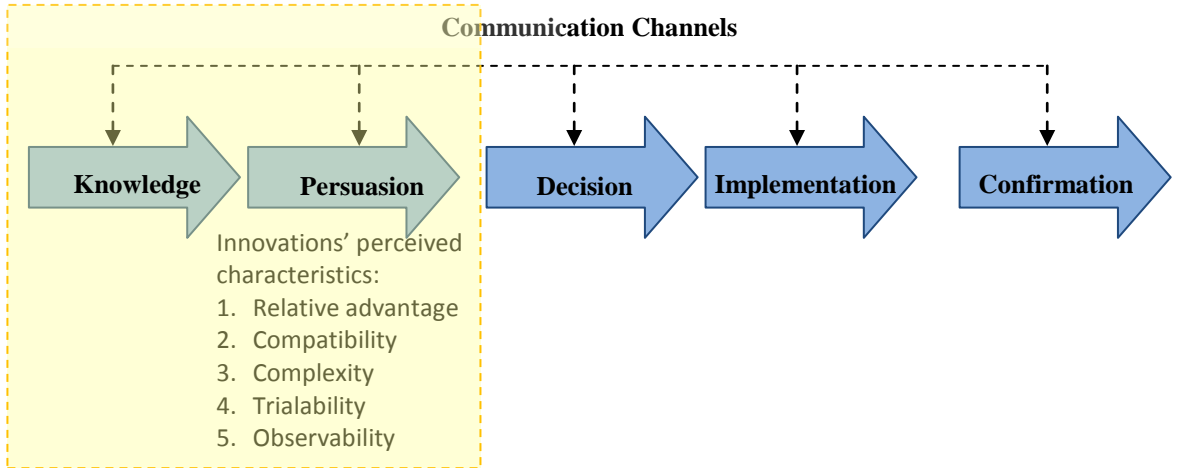 Communication Channels
Knowledge
Persuasion
Decision
Implementation
Confirmation
Innovations’ perceived
characteristics:
1. Relative advantage
2. Compatibility
3. Complexity
4. Trialability
5. Observability